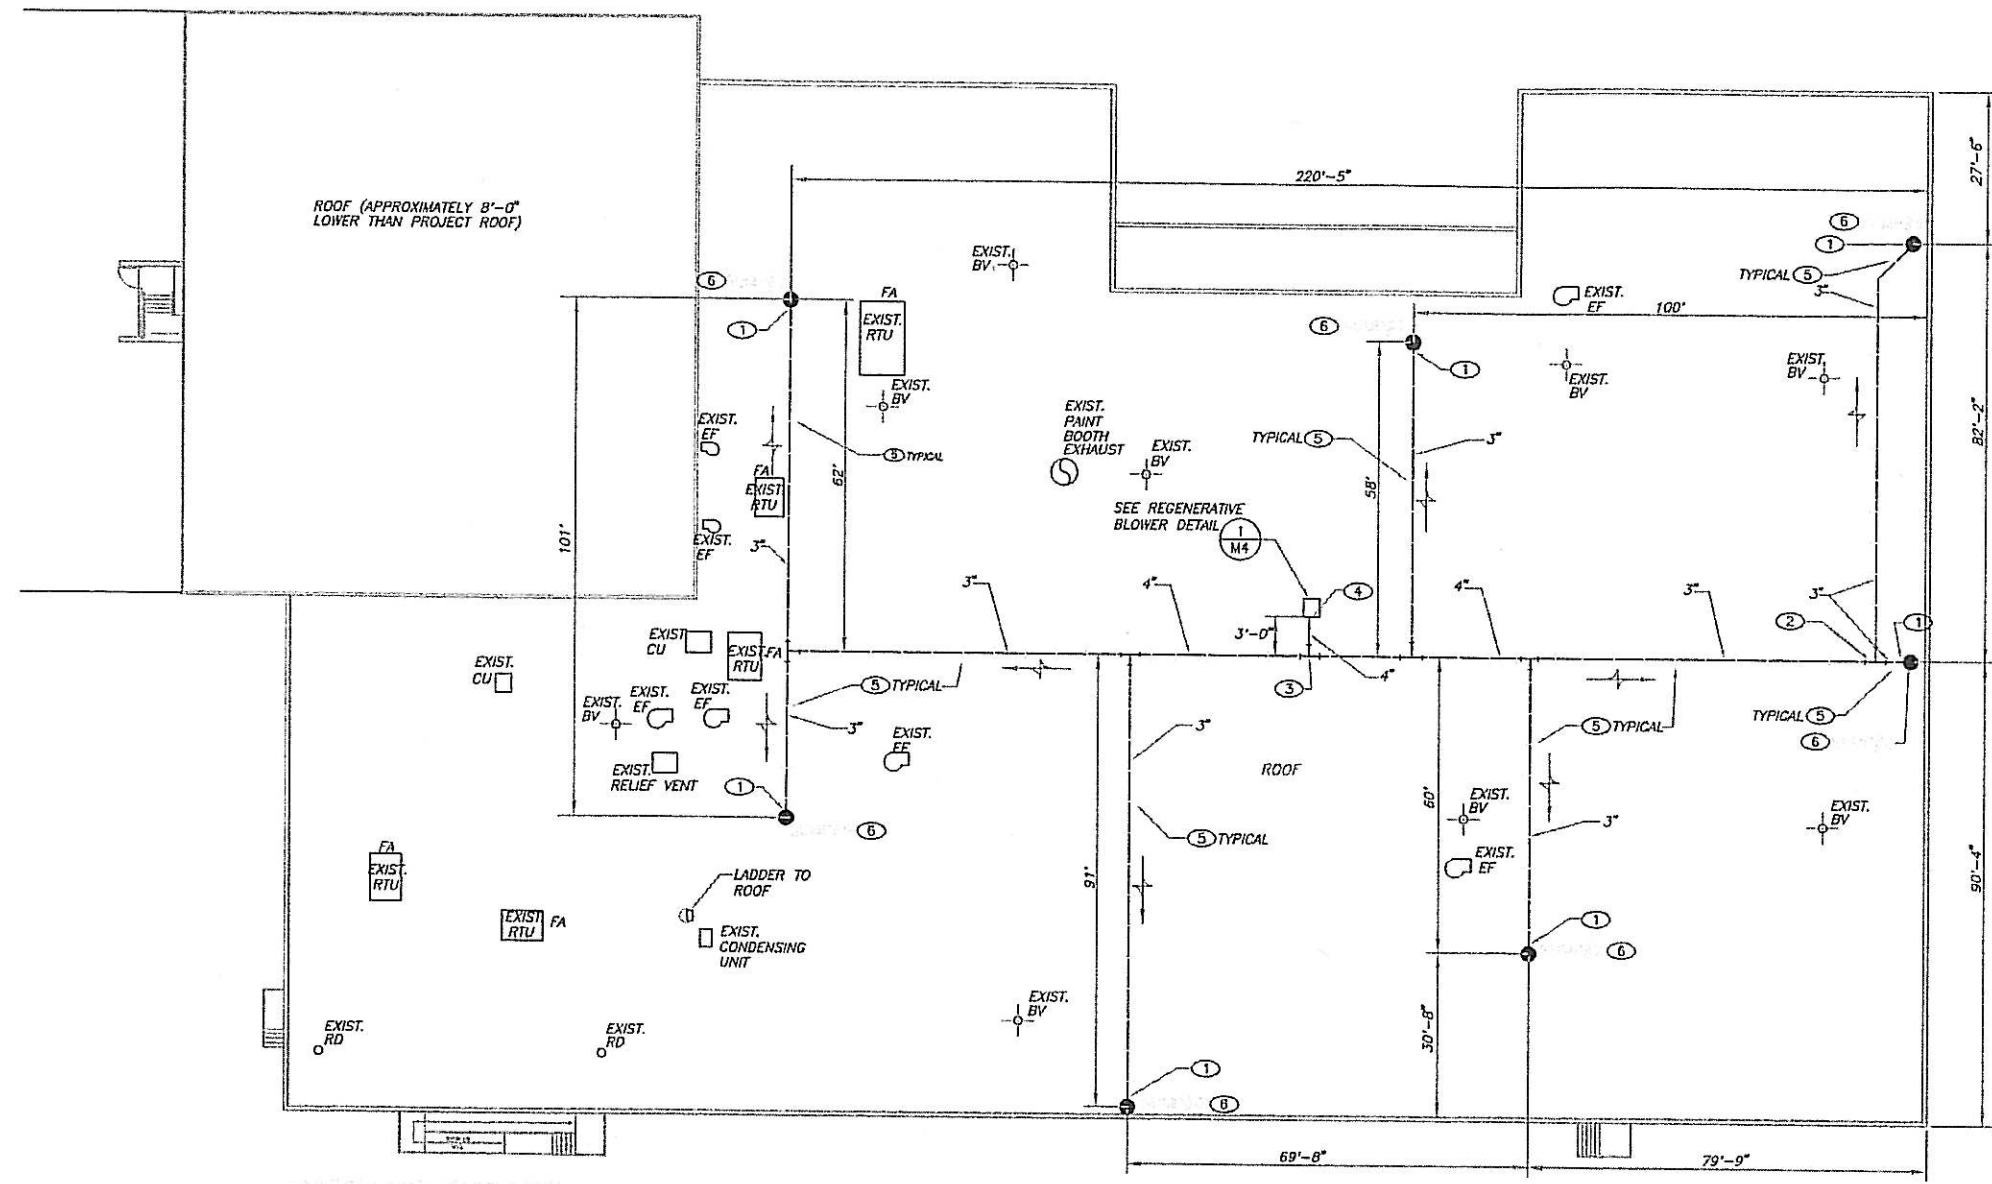 ROOF (APPROXIMATELY 8'-0"
LOWER THAN PROJECT ROOF)
220'-5"
27'-6"
6
1
TYPICAL 5
3"
EXIST.
BV
6
FA
EXIST.
RTU
1
EXIST.
EF
100'
6
1
EXIST.
BV
EXIST.
BV
EXIST.
BV
82'-2"
EXIST.
EF
EXIST.
PAINT
BOOTH
EXHAUST
EXIST.
BV
TYPICAL 5
3"
5 TYPICAL
62'
FA
EXIST.
RTU
58'
101'
EXIST.
EF
3"
SEE REGENERATIVE
BLOWER DETAIL
1
M4
3"
4"
4
4"
3"
3"
3'-0"
2
1
EXIST
CU
EXIST.
RTU
FA
EXIST.
CU
5 TYPICAL
3
4"
EXIST.
BV
EXIST.
EF
EXIST.
EF
3"
EXIST.
EF
3"
5 TYPICAL
TYPICAL 5
6
EXIST.
RELIEF VENT
1
6
ROOF
60'
EXIST.
BV
3"
EXIST.
BV
5 TYPICAL
EXIST.
EF
FA
EXIST.
RTU
91'
LADDER TO
ROOF
90'-4"
EXIST
RTU
FA
EXIST.
CONDENSING
UNIT
1
6
EXIST.
BV
30'-8"
EXIST.
RD
EXIST.
RD
1
6
69'-8"
79'-9"